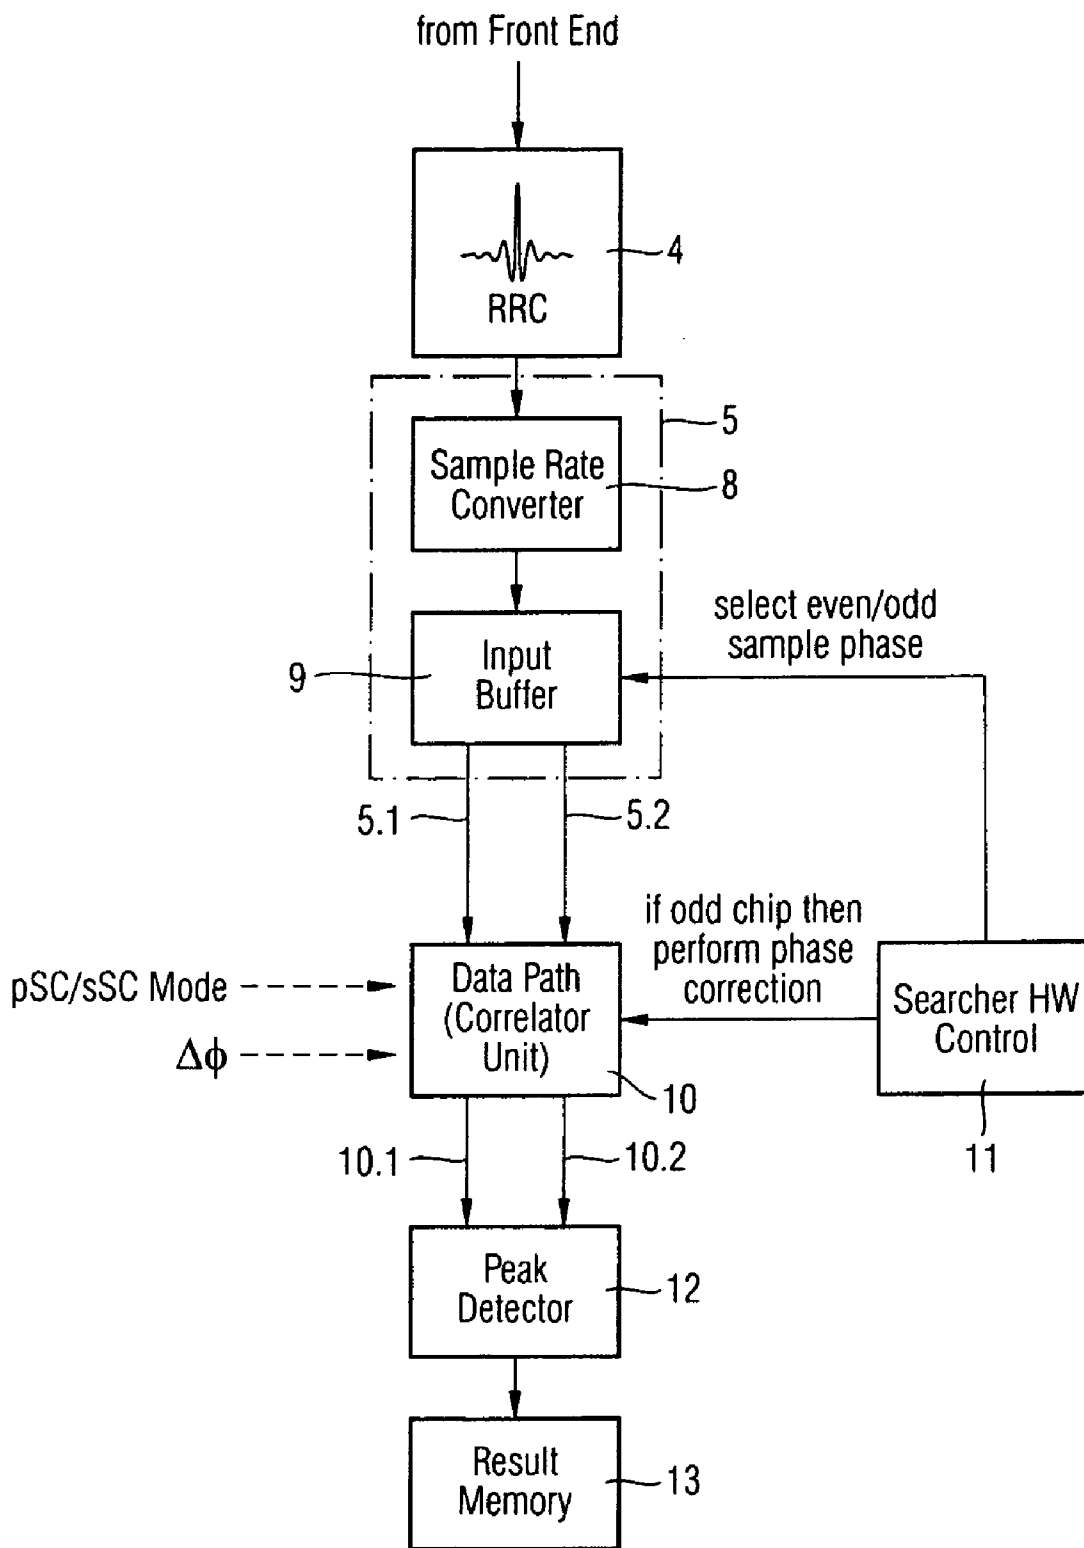 from Front End
4
RRC
5
Sample Rate
Converter
8
select even/odd
sample phase
9
Input
Buffer
5.1
5.2
if odd chip then
perform phase
correction
pSC/sSC Mode
Δϕ
Data Path
(Correlator
Unit)
10
Searcher HW
Control
11
10.1
10.2
Peak
Detector
12
Result
Memory
13